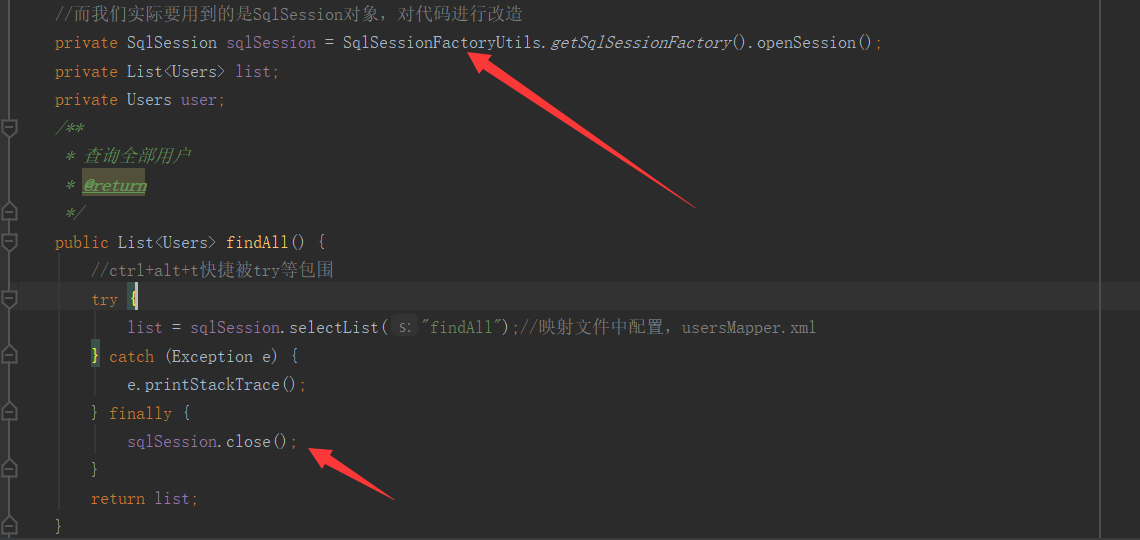 //而我们实际要用到的是SqlSession对象，对代码进行改造
private SqlSession sqlSession = SqlSessionFactoryUtils.getSqlSessionFactory().openSession();
private List<Users> list;
private Users user;
/**
* 查询全部用户
* @return
*/
public List<Users> findAll() {
//ctrl+alt+t快捷被try等包围
try {
list = sqlSession.selectList( s: "findAll");//映射文件中配置，usersMapper.xml
} catch (Exception e) {
e.printStackTrace();
} finally {
sqlSession.close();
}
return list;
}